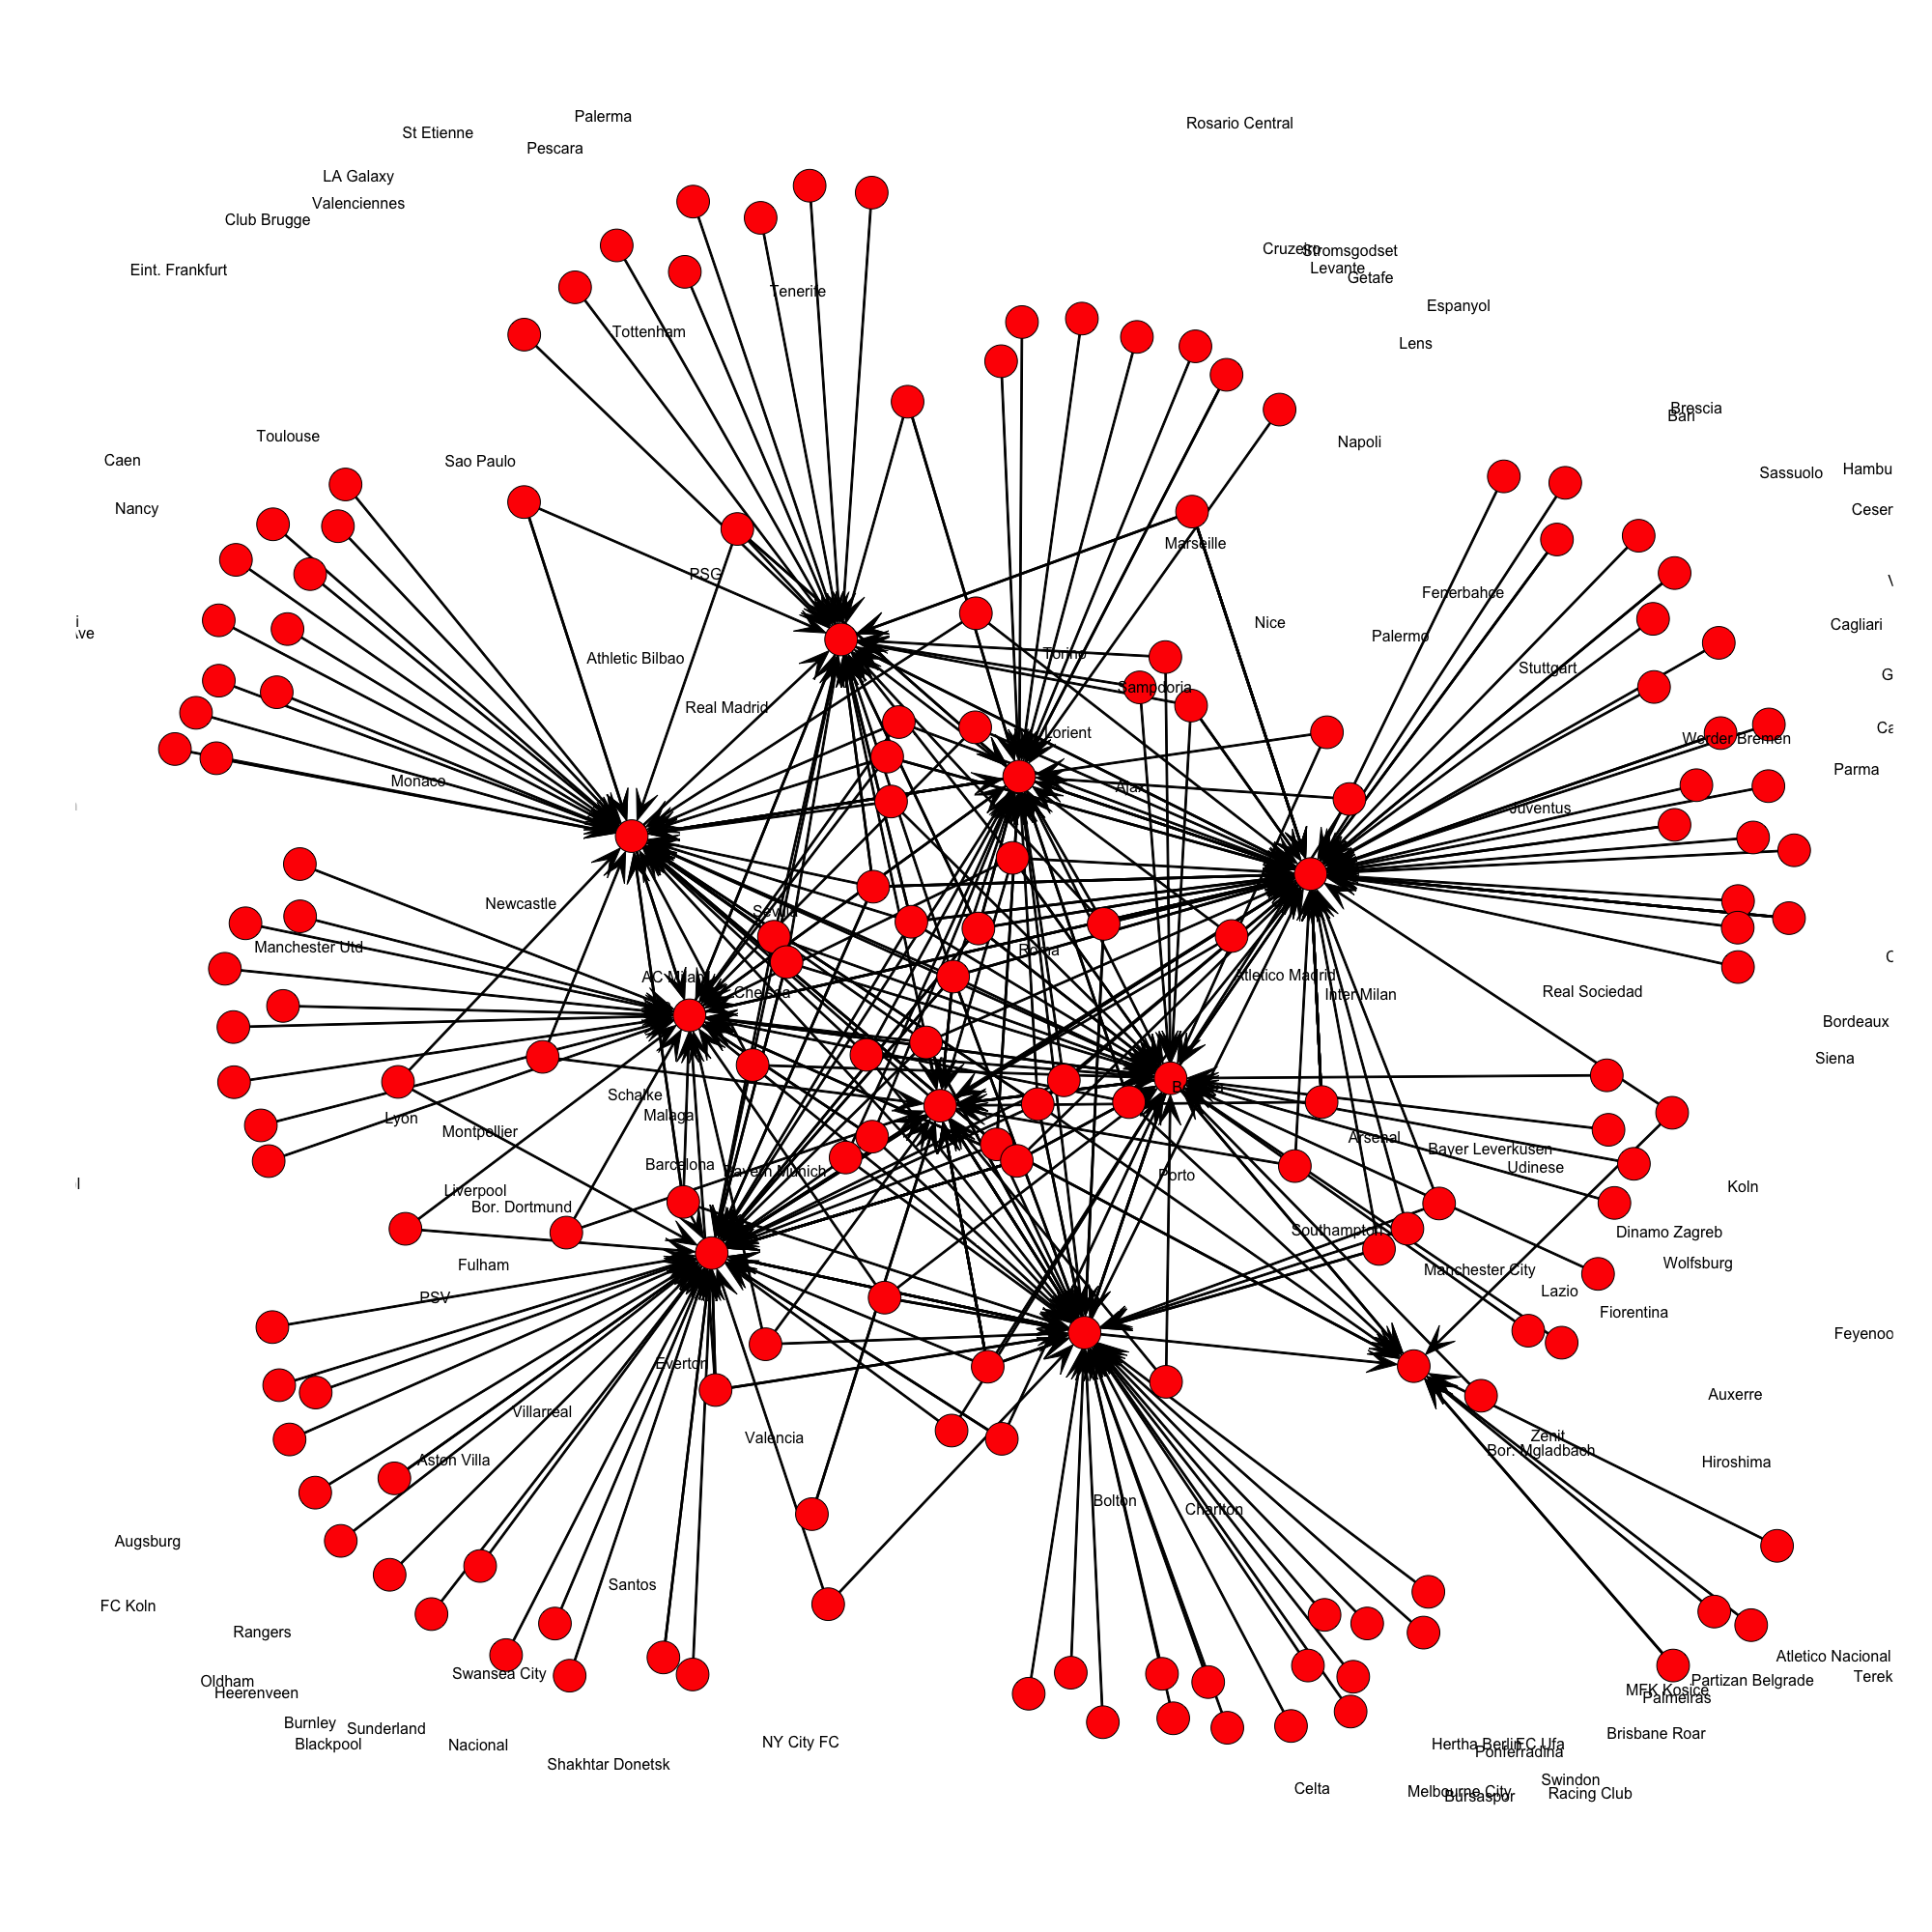 Palerma
Rosario Central
St Etienne
Pescara
LA Galaxy
Valenciennes
Club Brugge
Cruzeiro
Stromsgodset
Levante
Eint. Frankfurt
Getafe
Tenerife
Espanyol
Tottenham
Lens
Brescia
Bari
Toulouse
Napoli
Caen
Sao Paulo
Hambu
Sassuolo
Nancy
Ceser
Marseille
PSG
Fenerbahce
Nice
Cagliari
Palermo
Torino
Athletic Bilbao
Stuttgart
Sampdoria
Real Madrid
Lorient
Werder Bremen
Parma
Monaco
Ajax
Juventus
Newcastle
Sevilla
Manchester Utd
Roma
AC Milan
Atletico Madrid
Chelsea
Inter Milan
Real Sociedad
Bordeaux
Siena
Schalke
Malaga
Lyon
Montpellier
Arsenal
Bayer Leverkusen
Barcelona
Bayern Munich
Udinese
Porto
Koln
Liverpool
Bor. Dortmund
Southampton
Dinamo Zagreb
Fulham
Wolfsburg
Manchester City
Lazio
PSV
Fiorentina
Feyenoo
Everton
Auxerre
Villarreal
Valencia
Zenit
Bor. Mgladbach
Aston Villa
Hiroshima
Bolton
Charlton
Augsburg
Santos
FC Koln
Rangers
Atletico Nacional
Swansea City
Terek
Oldham
Partizan Belgrade
Heerenveen
MFK Kosice
Palmeiras
Burnley
Sunderland
Brisbane Roar
Blackpool
Nacional
NY City FC
Hertha Berlin
FC Ufa
Ponferradina
Shakhtar Donetsk
Swindon
Celta
Melbourne City
Racing Club
Bursaspor